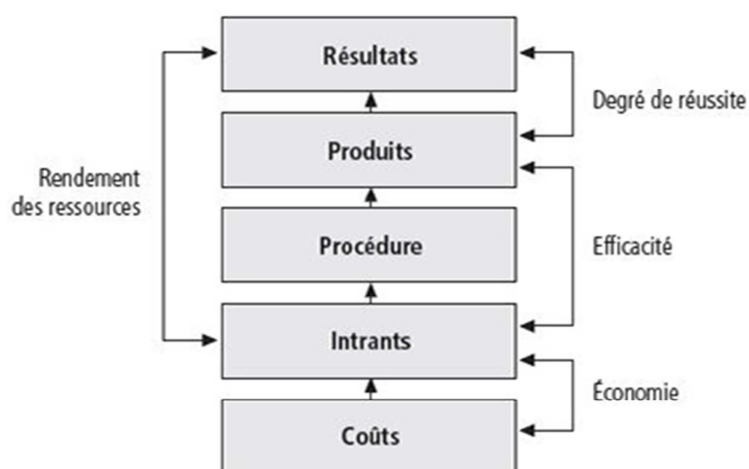 Résultats
Degré de réussite
Produits
Rendement
des ressources
Procédure
Efficacité
Intrants
Économie
Coûts